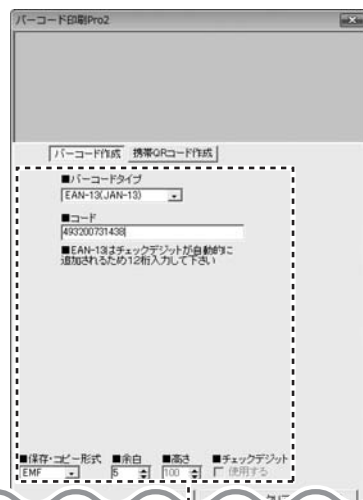 バーコード印刷Pro2
バーコード作成 携帯QRコード作成
■バーコードタイプ
EAN-13(JAN-13)
■コード
493200731438
■EAN-13はチェックデジットが自動的に
追加されるため12桁入力して下さい
■保存・コピー形式 ■余白 ■高さ ■チェックデジット
EMF 5 100 使用する